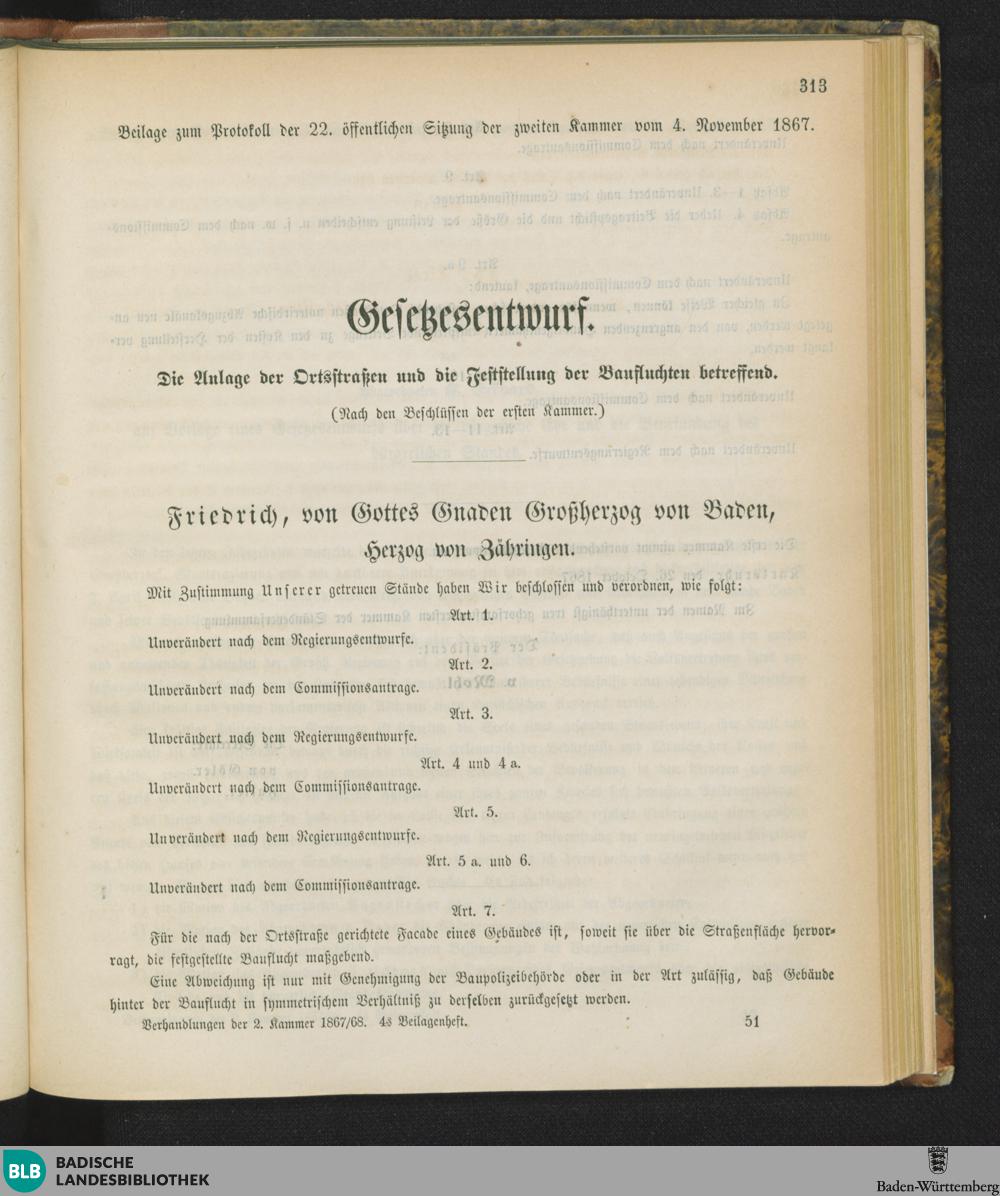 313
Beilage zum Protokoll der 22. öffentlichen Sitzung der zweiten Kammer vom 4. November 1867.
Gesetzesentwurf.
Die Anlage der Ortsstraßen und die Feststellung der Baufluchten betreffend.
(Nach den Beschlüssen der ersten Kammer.)
Friedrich, von Gottes Gnaden Großherzog von Baden,
Herzog von Zähringen.
Mit Zustimmung Unserer getreuen Stände haben Wir beschlossen und verordnen, wie folgt:
Art. 1.
Unverändert nach dem Regierungsentwurfe.
Art. 2.
Unverändert nach dem Commissionsantrage.
Art. 3.
Unverändert nach dem Regierungsentwurfe.
Art. 4 und 4 a.
Unverändert nach dem Commissionsantrage.
Art. 5.
Unverändert nach dem Regierungsentwurfe.
Art. 5 a. und 6.
Unverändert nach dem Commissionsantrage.
Art. 7.
Für die nach der Ortsstraße gerichtete Facade eines Gebäudes ist, soweit sie über die Straßenfläche hervor-
ragt, die festgestellte Bauflucht maßgebend.
Eine Abweichung ist nur mit Genehmigung der Baupolizeibehörde oder in der Art zulässig, daß Gebäude
hinter der Bauflucht in symmetrischem Verhältniß zu derselben zurückgesetzt werden.
Verhandlungen der 2. Kammer 1867/68. 4s Beilagenheft. 51
BLB BADISCHE
LANDESBIBLIOTHEK
Baden-Württemberg